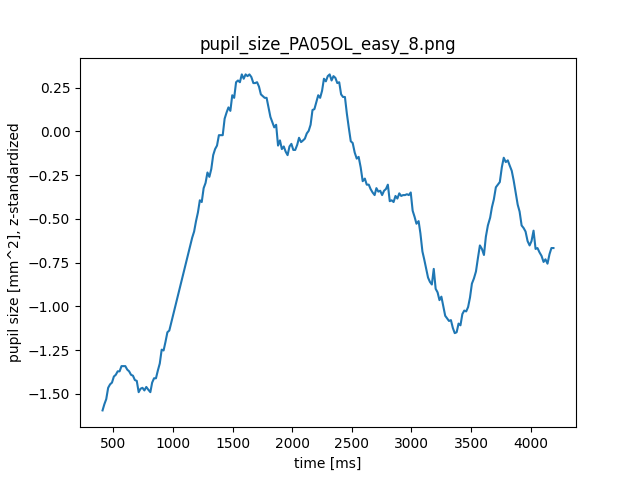 pupil_size_PA05OL_easy_8.png
pupil size [mm^2], z-standardized
0.25
0.00
−0.25
−0.50
−0.75
−1.00
−1.25
−1.50
500 1000 1500 2000 2500 3000 3500 4000
time [ms]